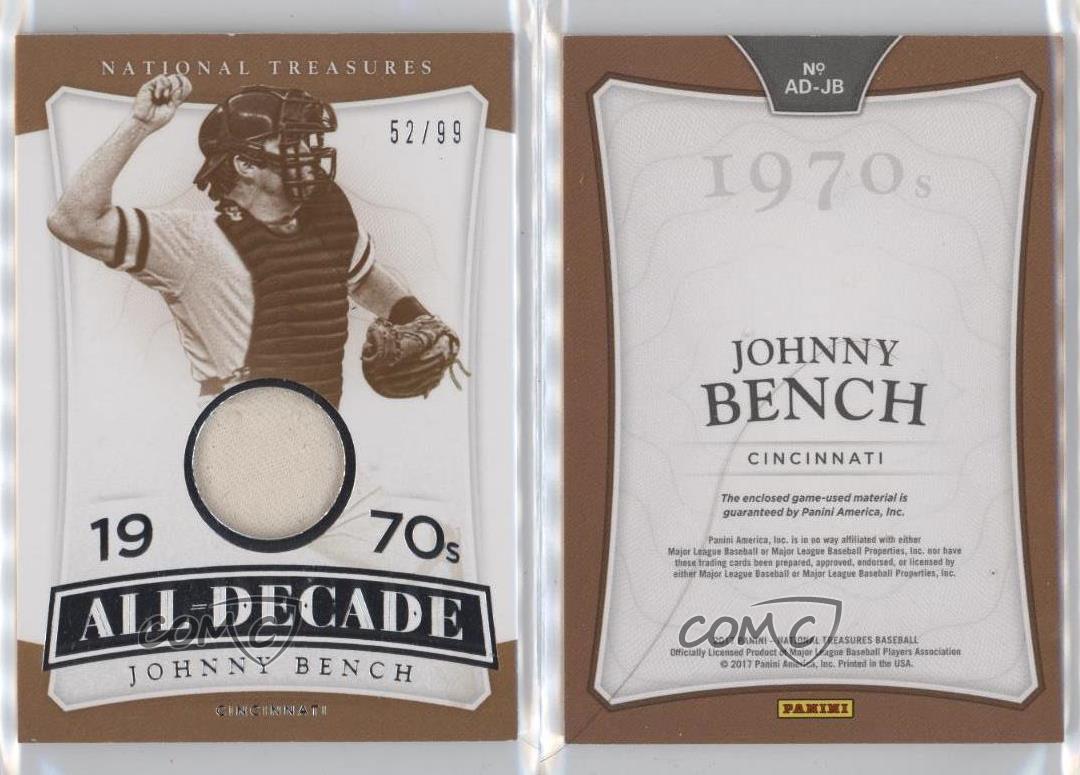 NATIONAL TREASURES
52/99
19 70s
ALL-DECADE
COMC
JOHNNY BENCH
CINCINNATI
Nº
AD-JB
1970s
JOHNNY
BENCH
CINCINNATI
The enclosed game-used material is
guaranteed by Panini America, Inc.
Panini America, Inc. is in no way affiliated with either
Major League Baseball or Major League Baseball Properties, Inc. nor have
these trading cards been prepared, approved, endorsed, or licensed by
either Major League Baseball or Major League Baseball Properties, Inc.
COMC
2017 PANINI – NATIONAL TREASURES BASEBALL
Officially Licensed Product of Major League Baseball Players Association
© 2017 Panini America, Inc. Printed in the USA.
PANINI